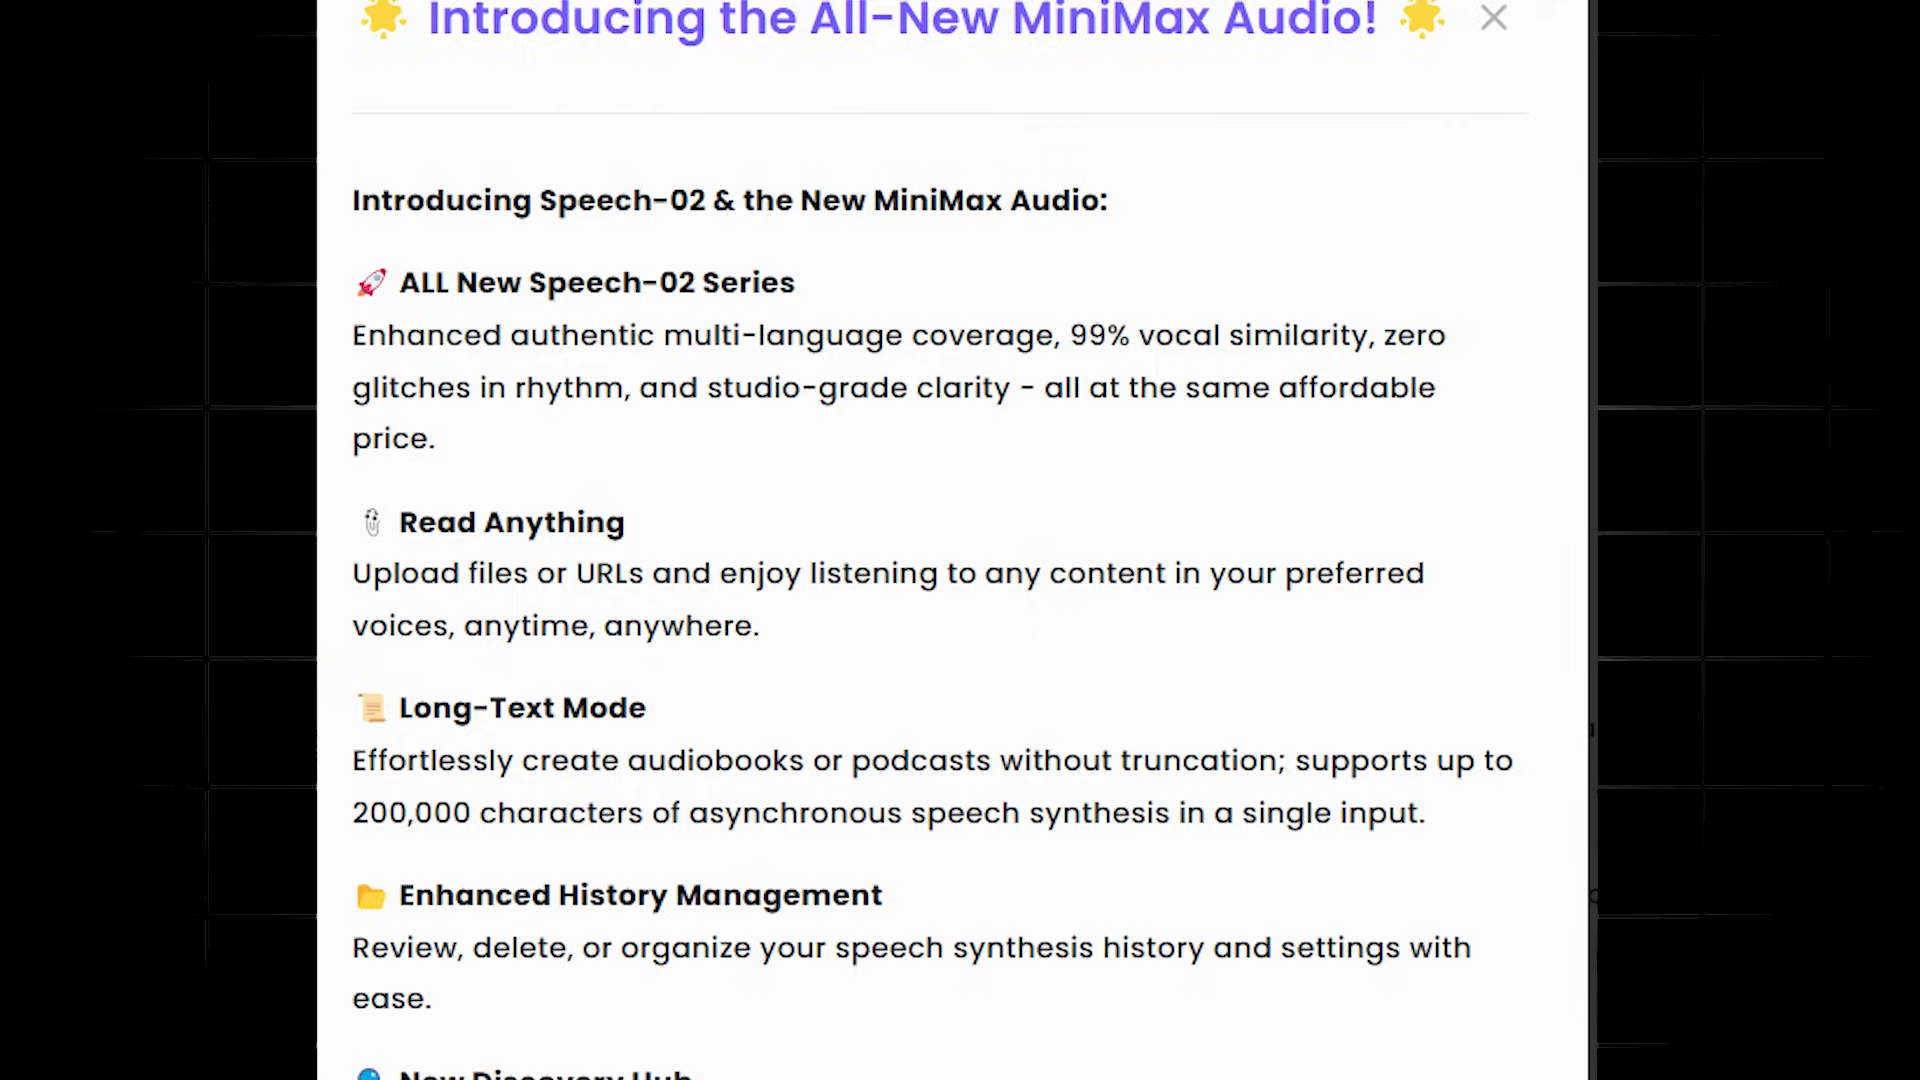 Introducing the All-New MiniMax Audio!
Introducing Speech-02 & the New MiniMax Audio:
ALL New Speech-02 Series
Enhanced authentic multi-language coverage, 99% vocal similarity, zero
glitches in rhythm, and studio-grade clarity - all at the same affordable
price.
Read Anything
Upload files or URLs and enjoy listening to any content in your preferred
voices, anytime, anywhere.
Long-Text Mode
Effortlessly create audiobooks or podcasts without truncation; supports up to
200,000 characters of asynchronous speech synthesis in a single input.
Enhanced History Management
Review, delete, or organize your speech synthesis history and settings with
ease.
New Discovery Hub